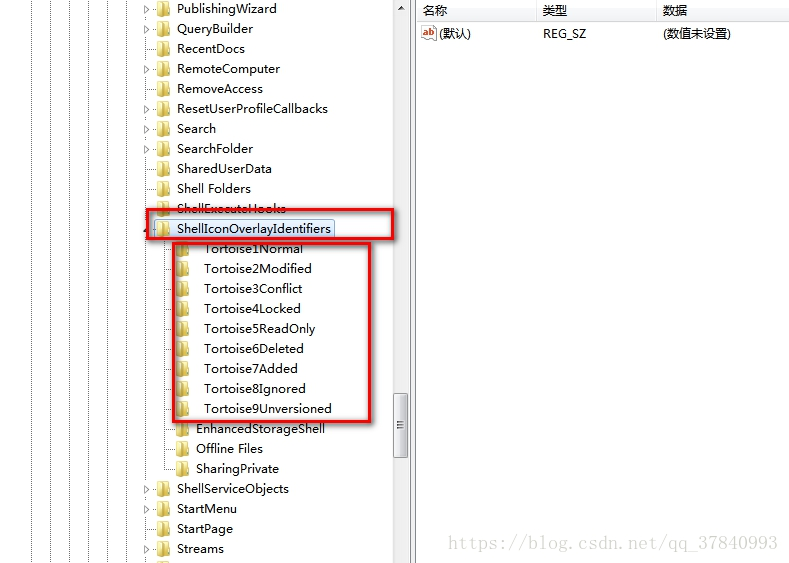 名称 类型 数据
(默认) REG_SZ (数值未设置)
PublishingWizard
QueryBuilder
RecentDocs
RemoteComputer
RemoveAccess
ResetUserProfileCallbacks
Search
SearchFolder
SharedUserData
Shell Folders
ShellExecuteHooks
ShellIconOverlayIdentifiers
Tortoise1Normal
Tortoise2Modified
Tortoise3Conflict
Tortoise4Locked
Tortoise5ReadOnly
Tortoise6Deleted
Tortoise7Added
Tortoise8Ignored
Tortoise9Unversioned
EnhancedStorageShell
Offline Files
SharingPrivate
ShellServiceObjects
StartMenu
StartPage
Streams
https://blog.csdn.net/qq_37840993